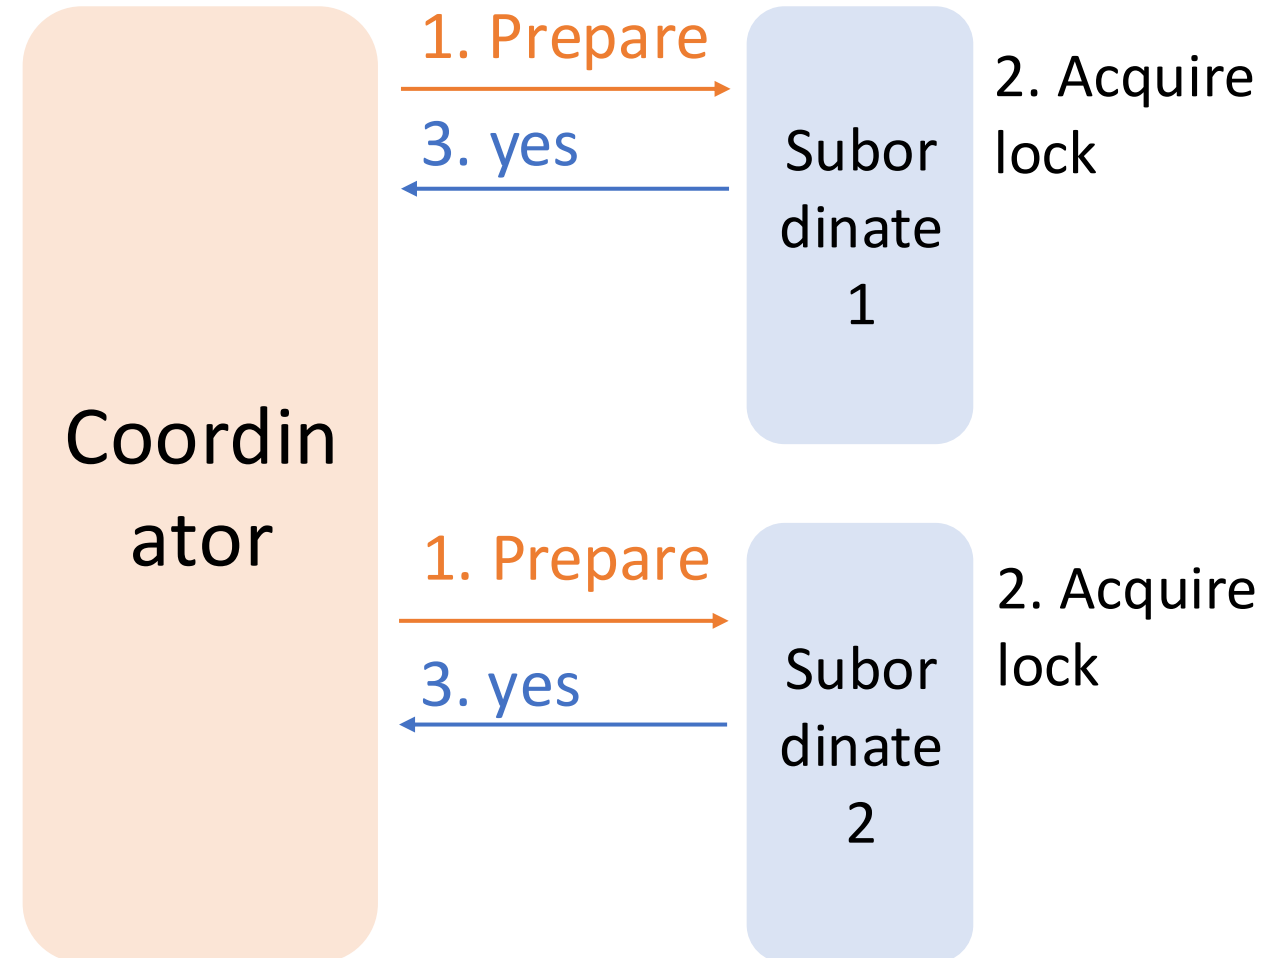 Coordin
ator
1. Prepare
3. yes
Subor
dinate
1
2. Acquire
lock
1. Prepare
3. yes
Subor
dinate
2
2. Acquire
lock